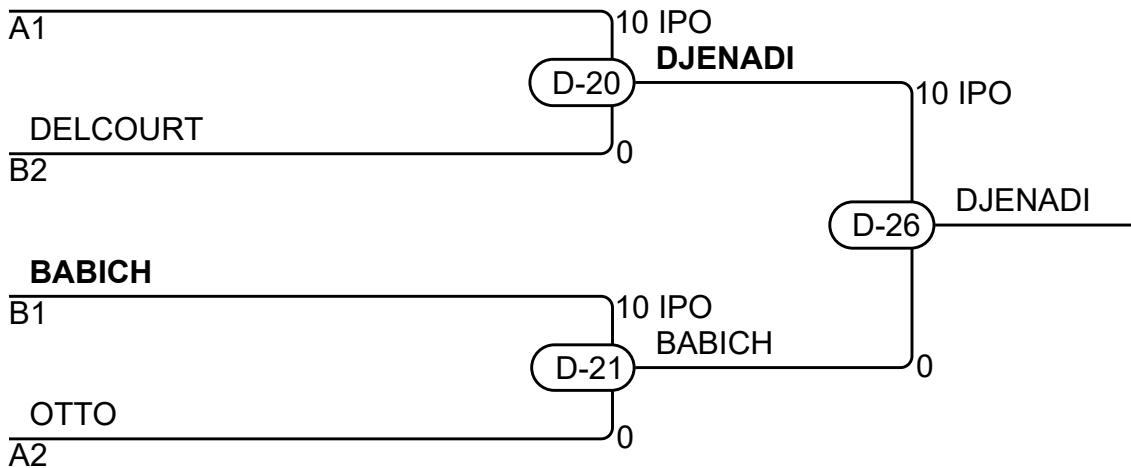 A1
10 IPO
DJENADI
D-20
DELCOURT
B2
0
10 IPO
D-26
DJENADI
BABICH
B1
10 IPO
BABICH
D-21
0
OTTO
A2
0